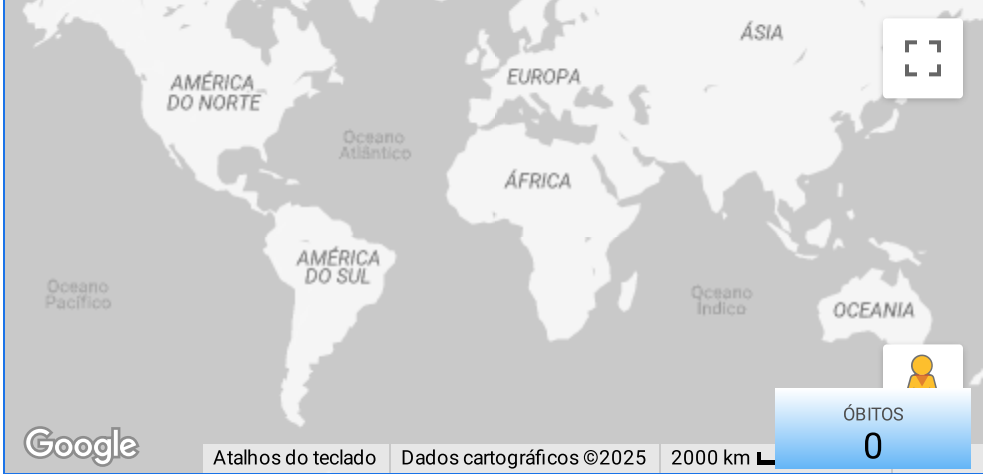 ÁSIA
EUROPA
AMÉRICA
DO NORTE
Oceano
Atlântico
ÁFRICA
AMÉRICA
DO SUL
Oceano
Pacífico
Oceano
Índico
OCEANIA
ÓBITOS
0
Google
Atalhos do teclado
Dados cartográficos ©2025
2000 km